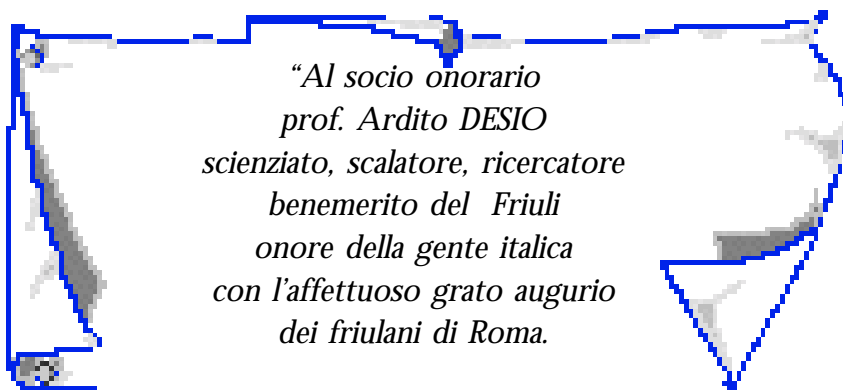 “Al socio onorario
prof. Ardito DESIO
scienziato, scalatore, ricercatore
benemerito del Friuli
onore della gente italica
con l'affettuoso grato augurio
dei friulani di Roma.